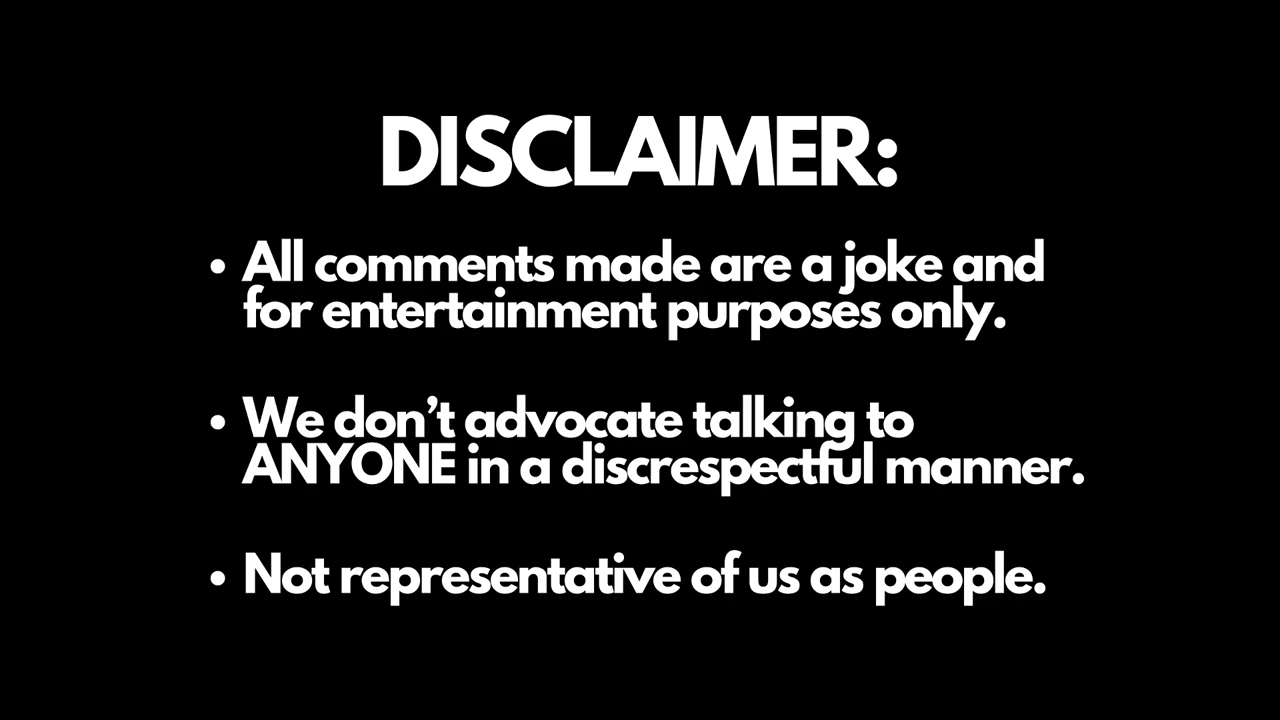 DISCLAIMER:
• All comments made are a joke and
for entertainment purposes only.
• We don’t advocate talking to
ANYONE in a discrespectful manner.
• Not representative of us as people.